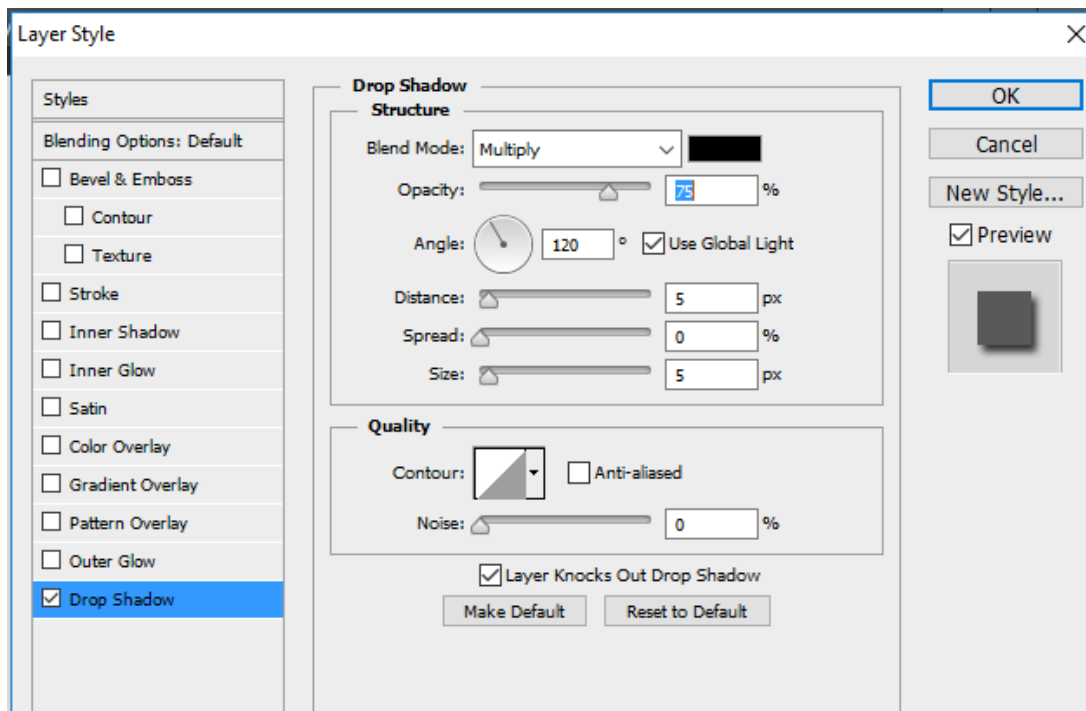 Layer Style
Styles
Blending Options: Default
Bevel & Emboss
Contour
Texture
Stroke
Inner Shadow
Inner Glow
Satin
Color Overlay
Gradient Overlay
Pattern Overlay
Outer Glow
Drop Shadow
Drop Shadow
Structure
Blend Mode: Multiply
Opacity: 75 %
Angle: 120 ° Use Global Light
Distance: 5 px
Spread: 0 %
Size: 5 px
Quality
Contour: Anti-aliased
Noise: 0 %
Layer Knocks Out Drop Shadow
Make Default Reset to Default
OK
Cancel
New Style...
Preview